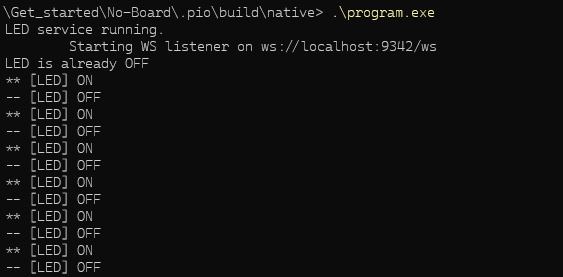 \Get_started\No-Board\.pio\build\native> .\program.exe
LED service running.
Starting WS listener on ws://localhost:9342/ws
LED is already OFF
** [LED] ON
-- [LED] OFF
** [LED] ON
-- [LED] OFF
** [LED] ON
-- [LED] OFF
** [LED] ON
-- [LED] OFF
** [LED] ON
-- [LED] OFF
** [LED] ON
-- [LED] OFF